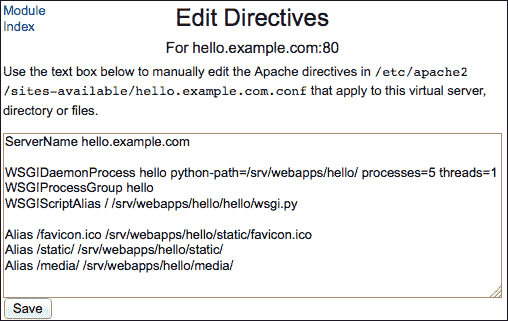 Module
Index
Edit Directives
For hello.example.com:80
Use the text box below to manually edit the Apache directives in /etc/apache2
/sites-available/hello.example.com.conf that apply to this virtual server,
directory or files.
ServerName hello.example.com
WSGIDaemonProcess hello python-path=/srv/webapps/hello/ processes=5 threads=1
WSGIProcessGroup hello
WSGIScriptAlias / /srv/webapps/hello/hello/wsgi.py
Alias /favicon.ico /srv/webapps/hello/static/favicon.ico
Alias /static/ /srv/webapps/hello/static/
Alias /media/ /srv/webapps/hello/media/
Save